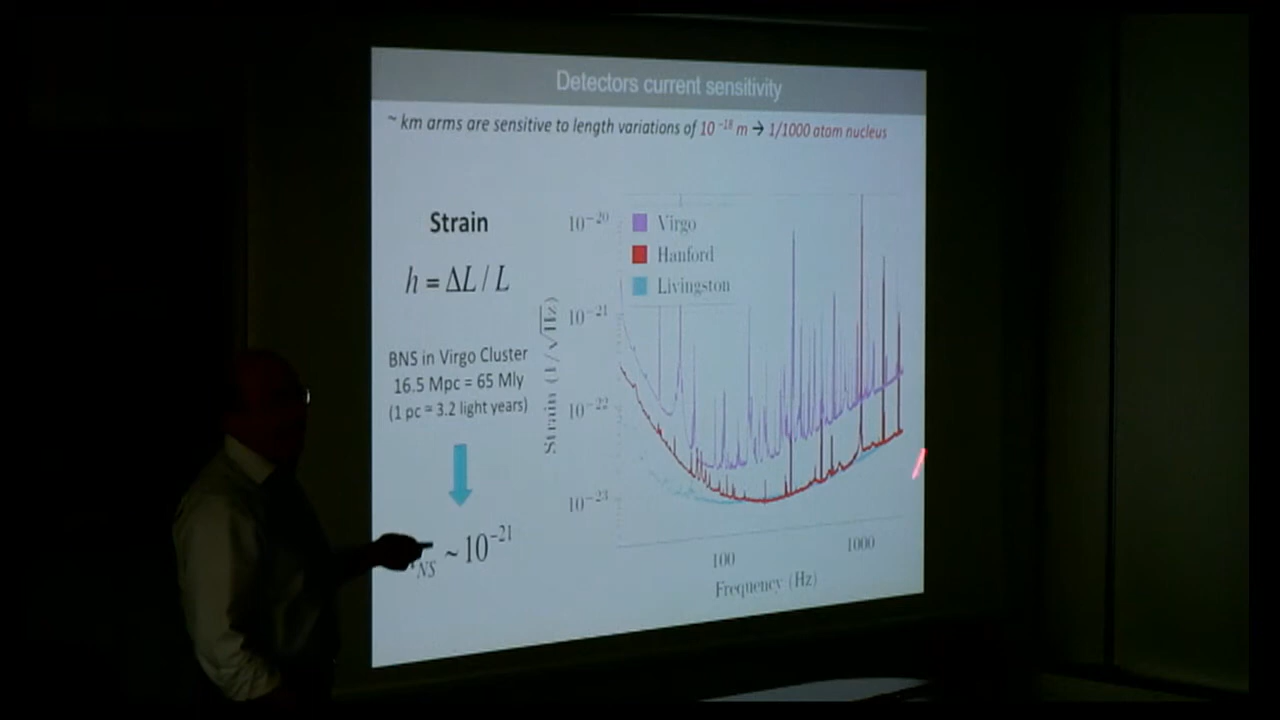 Detectors current sensitivity
~ km arms are sensitive to length variations of 10⁻¹⁸ m → 1/1000 atom nucleus
Strain
h = ΔL / L
BNS in Virgo Cluster
16.5 Mpc = 65 Mly
(1 pc = 3.2 light years)
NS ~ 10⁻²¹
Strain (1/√Hz)
10⁻²⁰
10⁻²¹
10⁻²²
10⁻²³
Virgo
Hanford
Livingston
100
1000
Frequency (Hz)